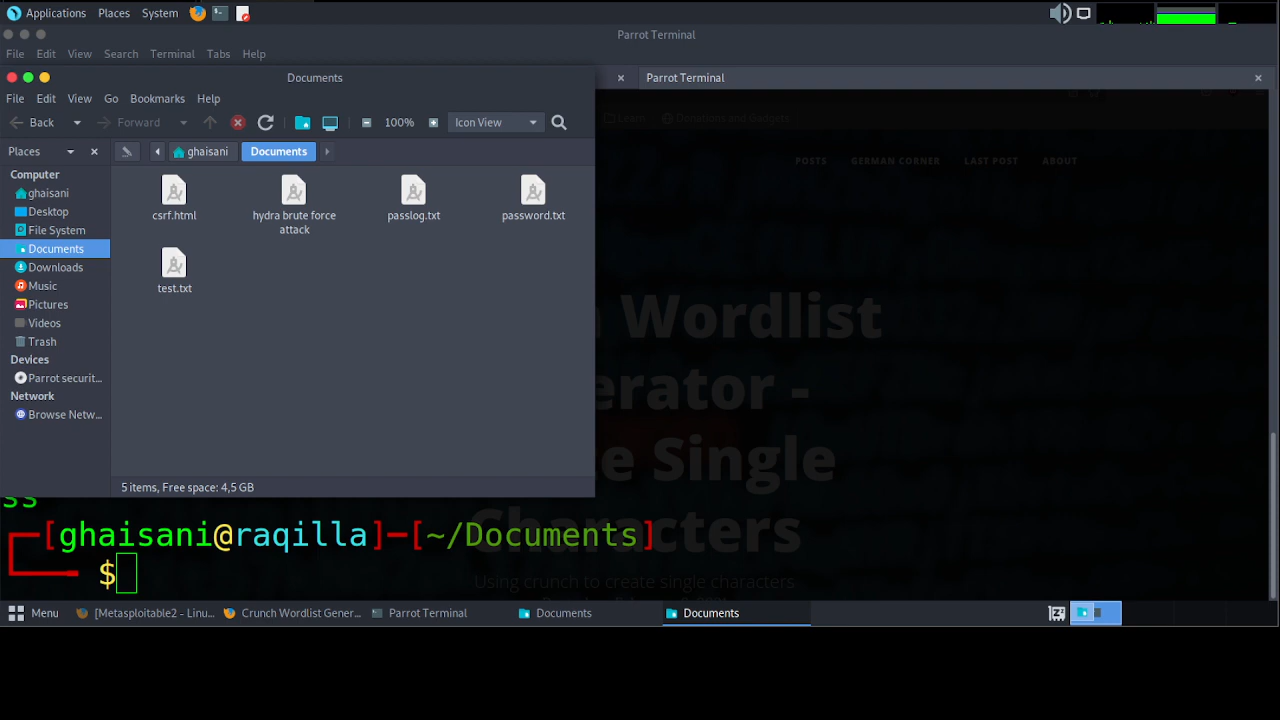 Applications Places System
Parrot Terminal
File Edit View Search Terminal Tabs Help
Parrot Terminal
Documents
File Edit View Go Bookmarks Help
Back Forward 100% Icon View
Places ghaisani Documents
Computer
ghaisani
Desktop
File System
Documents
Downloads
Music
Pictures
Videos
Trash
Devices
Parrot securit...
Network
Browse Netw...
csrf.html
hydra brute force
attack
passlog.txt
password.txt
test.txt
5 items, Free space: 4,5 GB
Donations and Gadgets
POSTS GERMAN CORNER LAST POST ABOUT
Wordlist
Single
Characters
Using crunch to create single characters
[ghaisani@raqilla]─[~/Documents]
$
Menu [Metasploitable2 - Linu... Crunch Wordlist Gener... Parrot Terminal Documents Documents